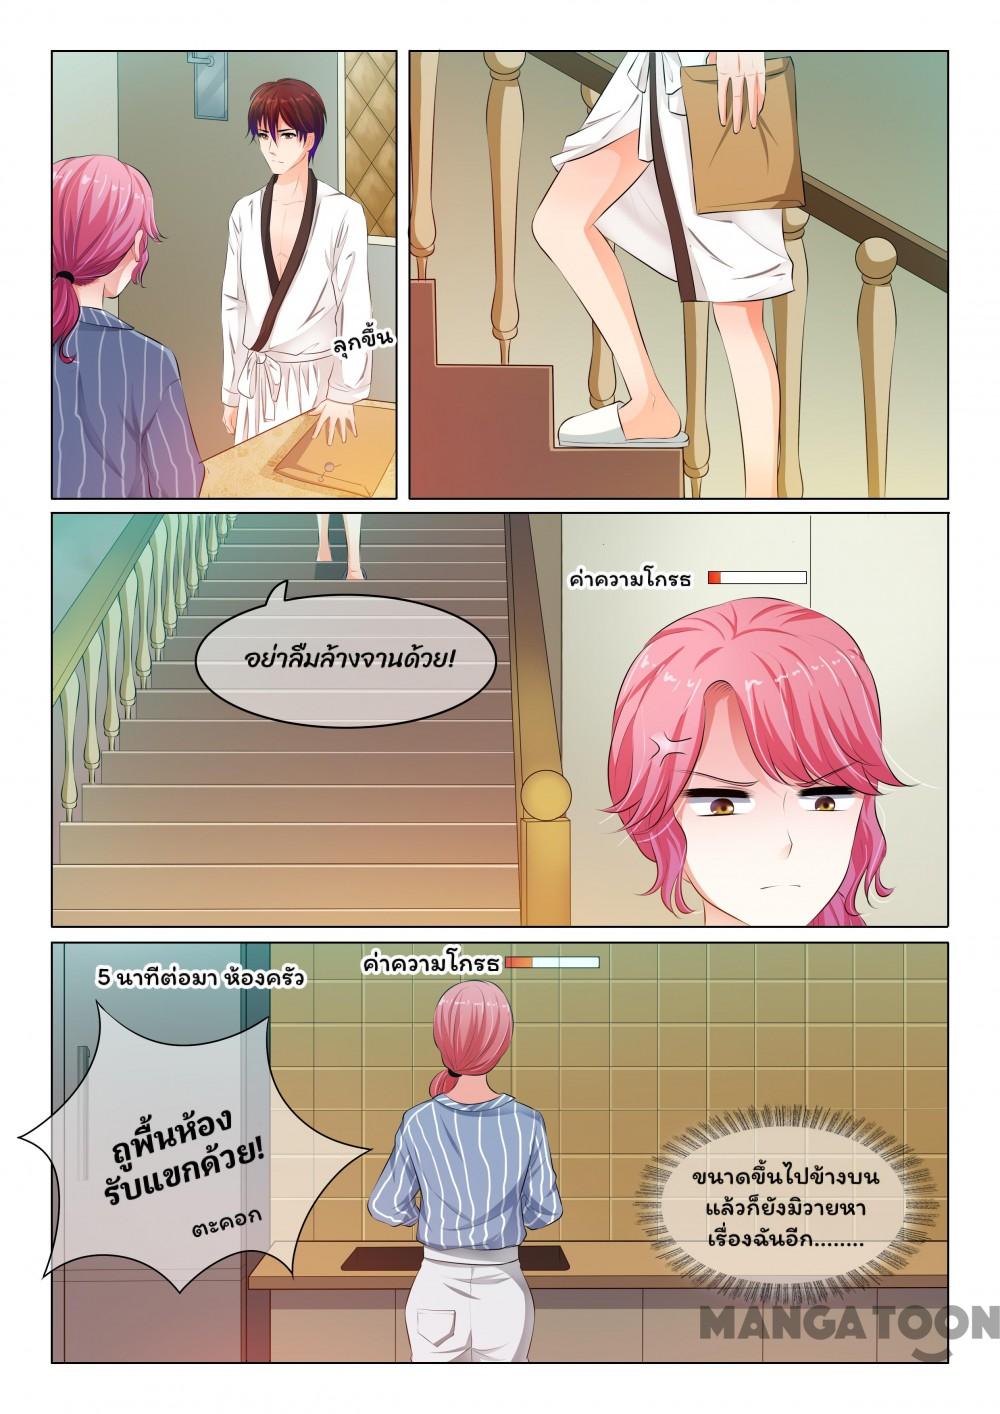 ลุกขึ้น
ค่าความโกรธ
อย่าลืมล้างจานด้วย!
5 นาทีต่อมา ห้องครัว
ค่าความโกรธ
ถูพื้นห้อง
รับแขกด้วย!
ตะคอก
ขนาดขึ้นไปข้างบน
แล้วก็ยังมิวายหา
เรื่องฉันอีก........
MANGATOON